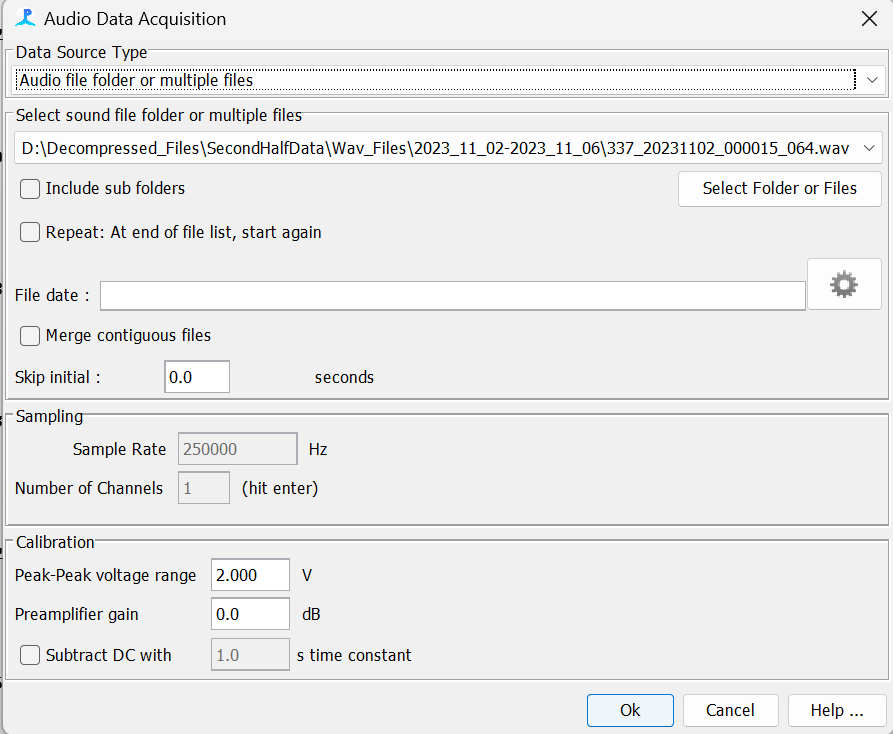 Audio Data Acquisition
Data Source Type
Audio file folder or multiple files
Select sound file folder or multiple files
D:\Decompressed_Files\SecondHalfData\Wav_Files\2023_11_02-2023_11_06\337_20231102_000015_064.wav
Include sub folders
Select Folder or Files
Repeat: At end of file list, start again
File date :
Merge contiguous files
Skip initial : 0.0 seconds
Sampling
Sample Rate 250000 Hz
Number of Channels 1 (hit enter)
Calibration
Peak-Peak voltage range 2.000 V
Preamplifier gain 0.0 dB
Subtract DC with 1.0 s time constant
Ok Cancel Help ...